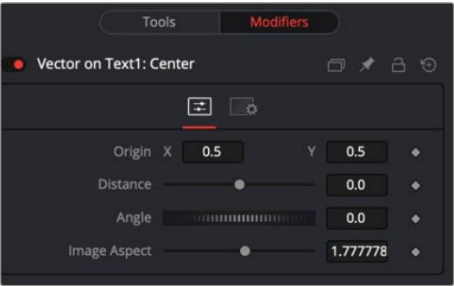 Tools Modifiers
Vector on Text1: Center
Origin X 0.5 Y 0.5
Distance 0.0
Angle 0.0
Image Aspect 1.777778